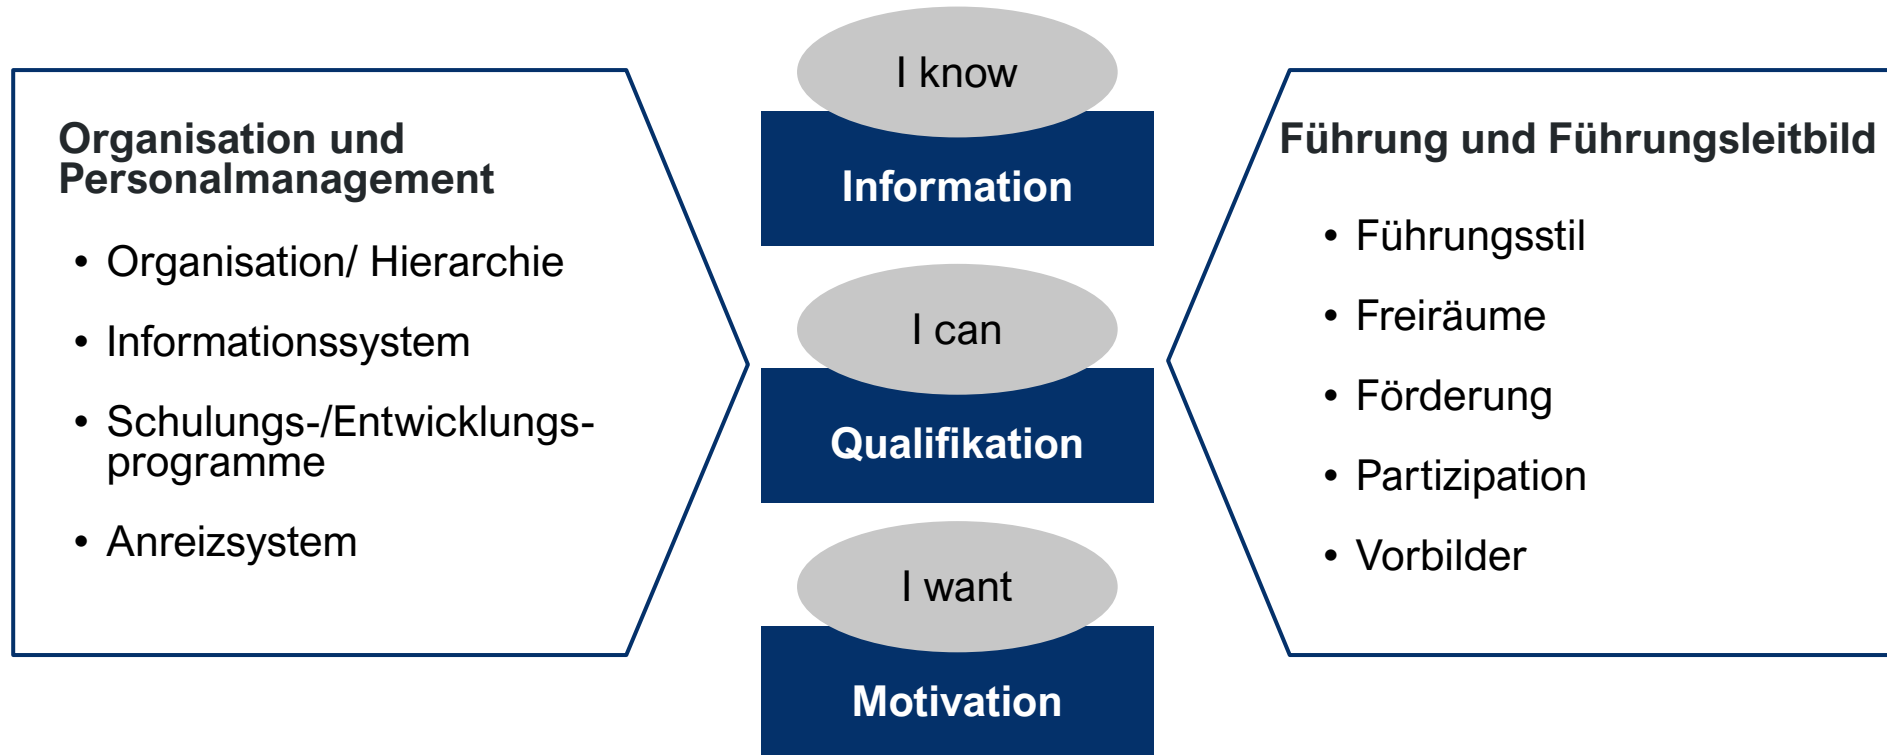 Organisation und
Personalmanagement
• Organisation/ Hierarchie
• Informationssystem
• Schulungs-/Entwicklungs-
programme
• Anreizsystem
I know
Information
I can
Qualifikation
I want
Motivation
Führung und Führungsleitbild
• Führungsstil
• Freiräume
• Förderung
• Partizipation
• Vorbilder